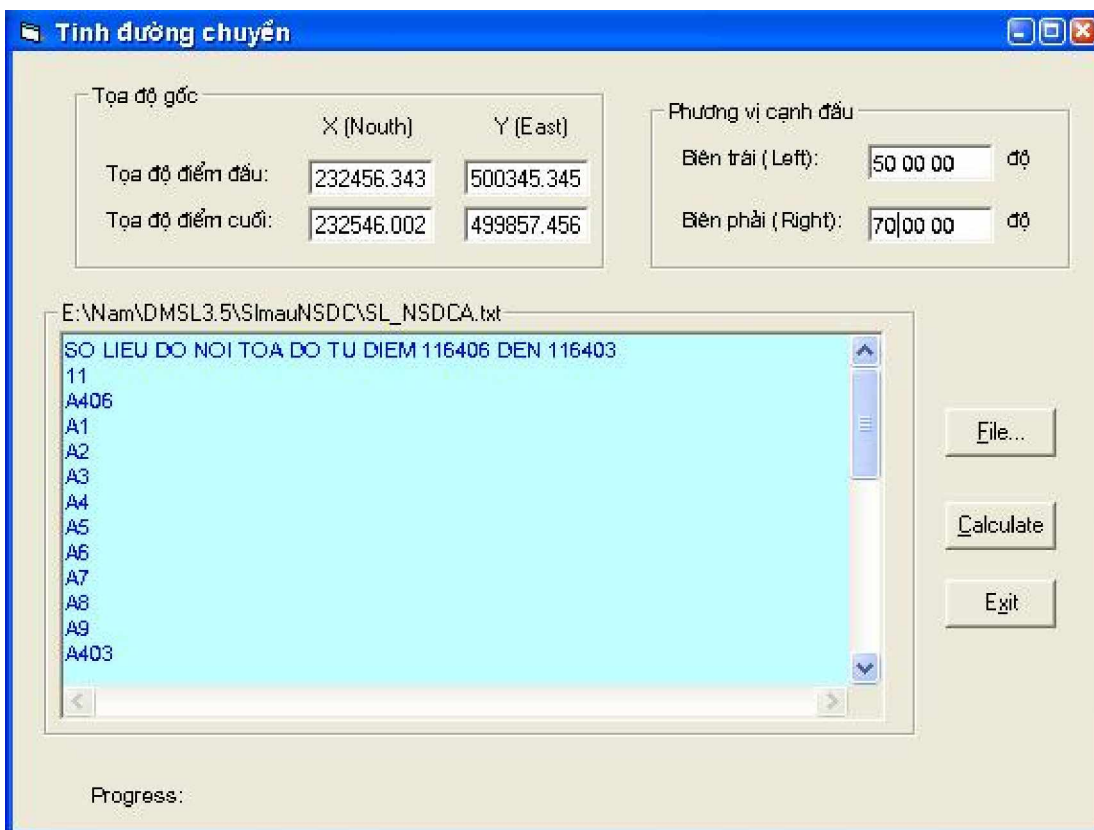 Tính đường chuyền
Tọa độ gốc
X (Nouth) Y (East)
Tọa độ điểm đầu: 232456.343 500345.345
Tọa độ điểm cuối: 232546.002 499857.456
Phương vị cạnh đầu
Biên trái (Left): 50 00 00 độ
Biên phải (Right): 70 00 00 độ
E:\Nam\DMSL3.5\SlmauNSDC\SL_NSDCA.txt
SO LIEU DO NOI TOA DO TU DIEM 116406 DEN 116403
11
A406
A1
A2
A3
A4
A5
A6
A7
A8
A9
A403
File...
Calculate
Exit
Progress: